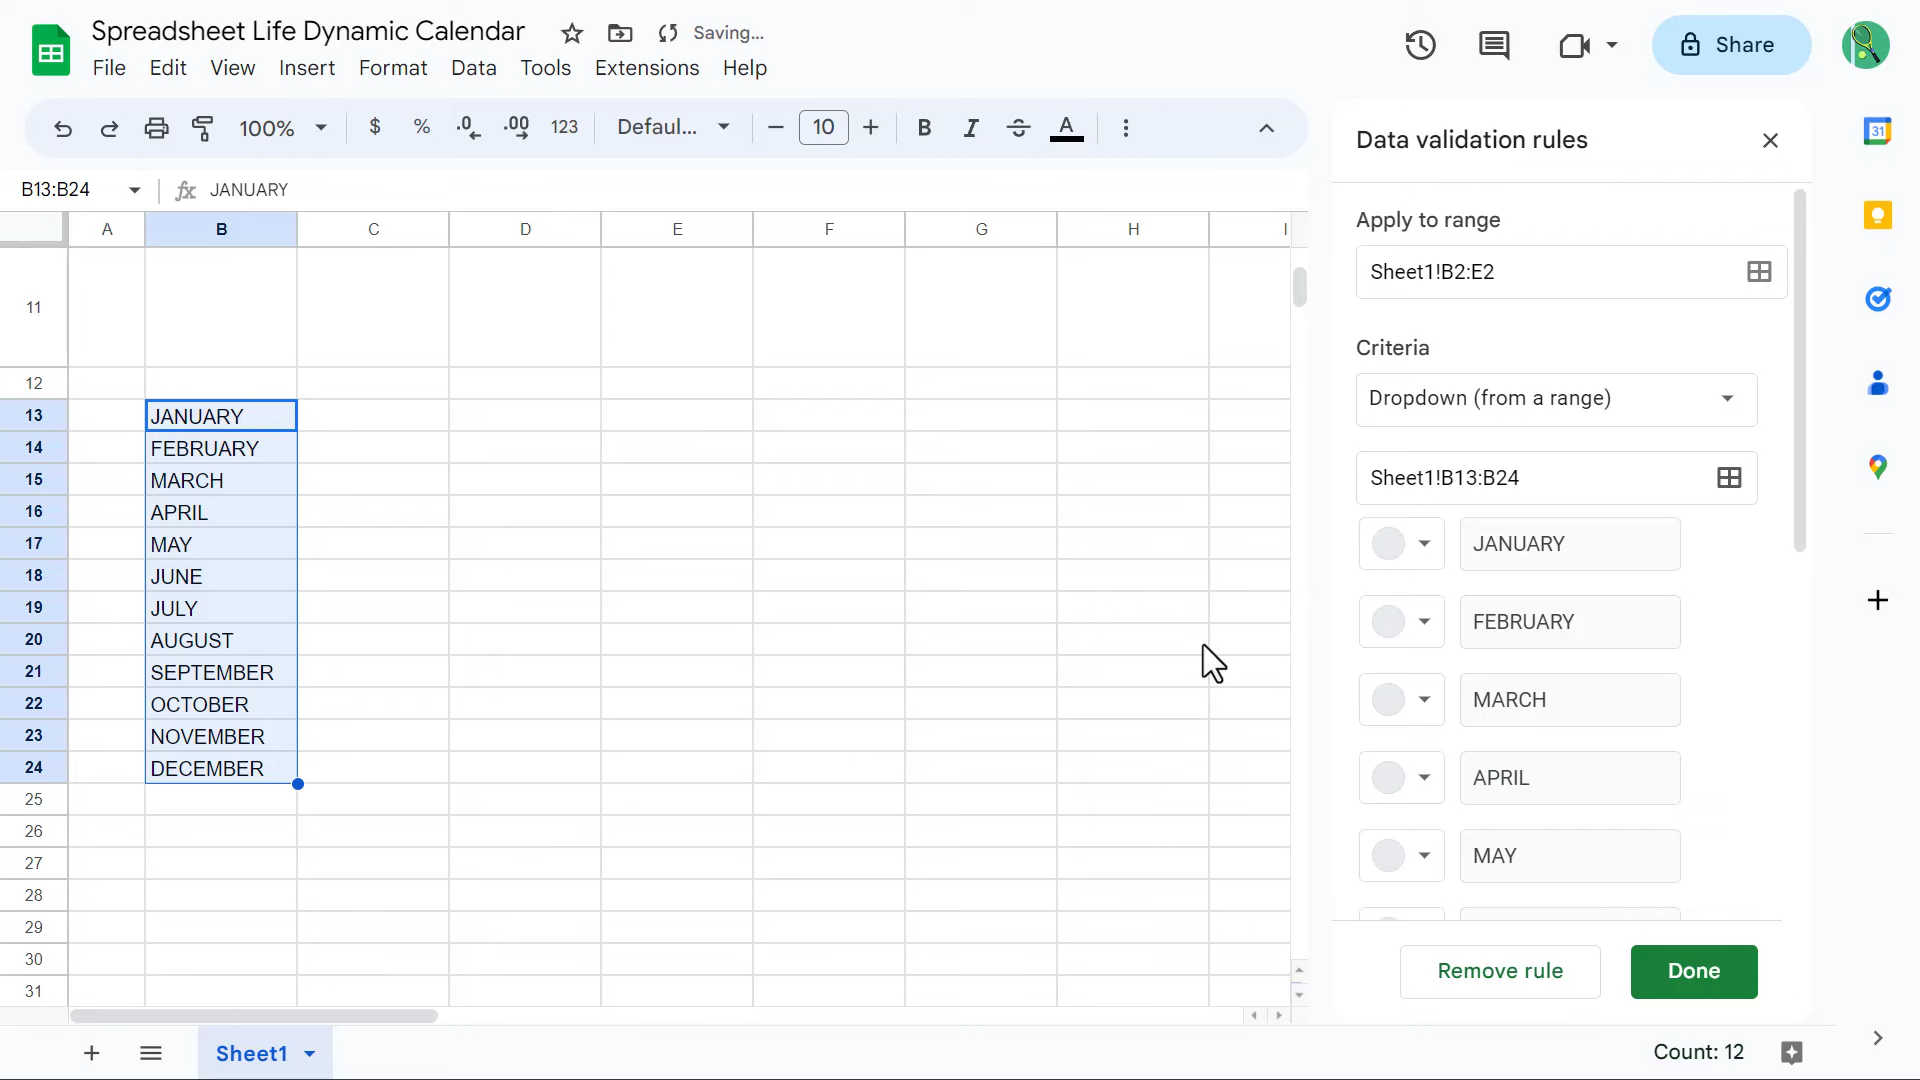 Spreadsheet Life Dynamic Calendar Saving...
File Edit View Insert Format Data Tools Extensions Help
Share
100% $ % .0 .00 123 Defaul... 10 B I S A
B13:B24 fx JANUARY
A B C D E F G H I
11
12
13 JANUARY
14 FEBRUARY
15 MARCH
16 APRIL
17 MAY
18 JUNE
19 JULY
20 AUGUST
21 SEPTEMBER
22 OCTOBER
23 NOVEMBER
24 DECEMBER
25
26
27
28
29
30
31
Data validation rules
Apply to range
Sheet1!B2:E2
Criteria
Dropdown (from a range)
Sheet1!B13:B24
JANUARY
FEBRUARY
MARCH
APRIL
MAY
Remove rule Done
31
Sheet1 Count: 12